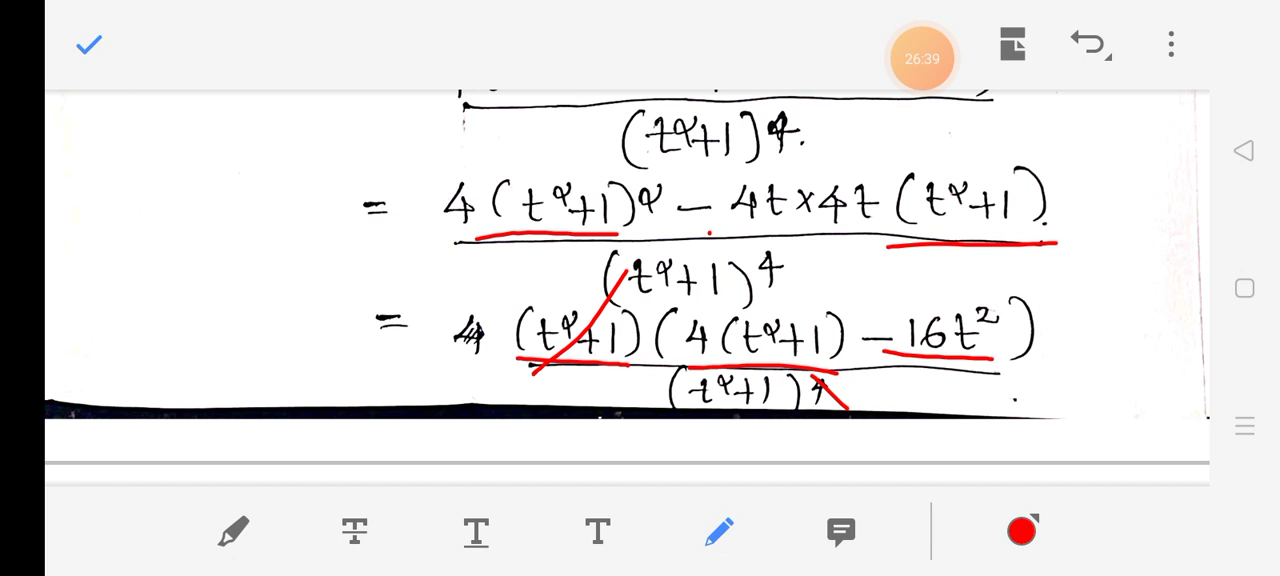 26:39
(t²+1)⁴.
= 4(t²+1)² - 4t×4t(t²+1).
(t²+1)⁴
= 4 (t²+1)(4(t²+1) - 16t²)
(t²+1)⁴ .
T T T